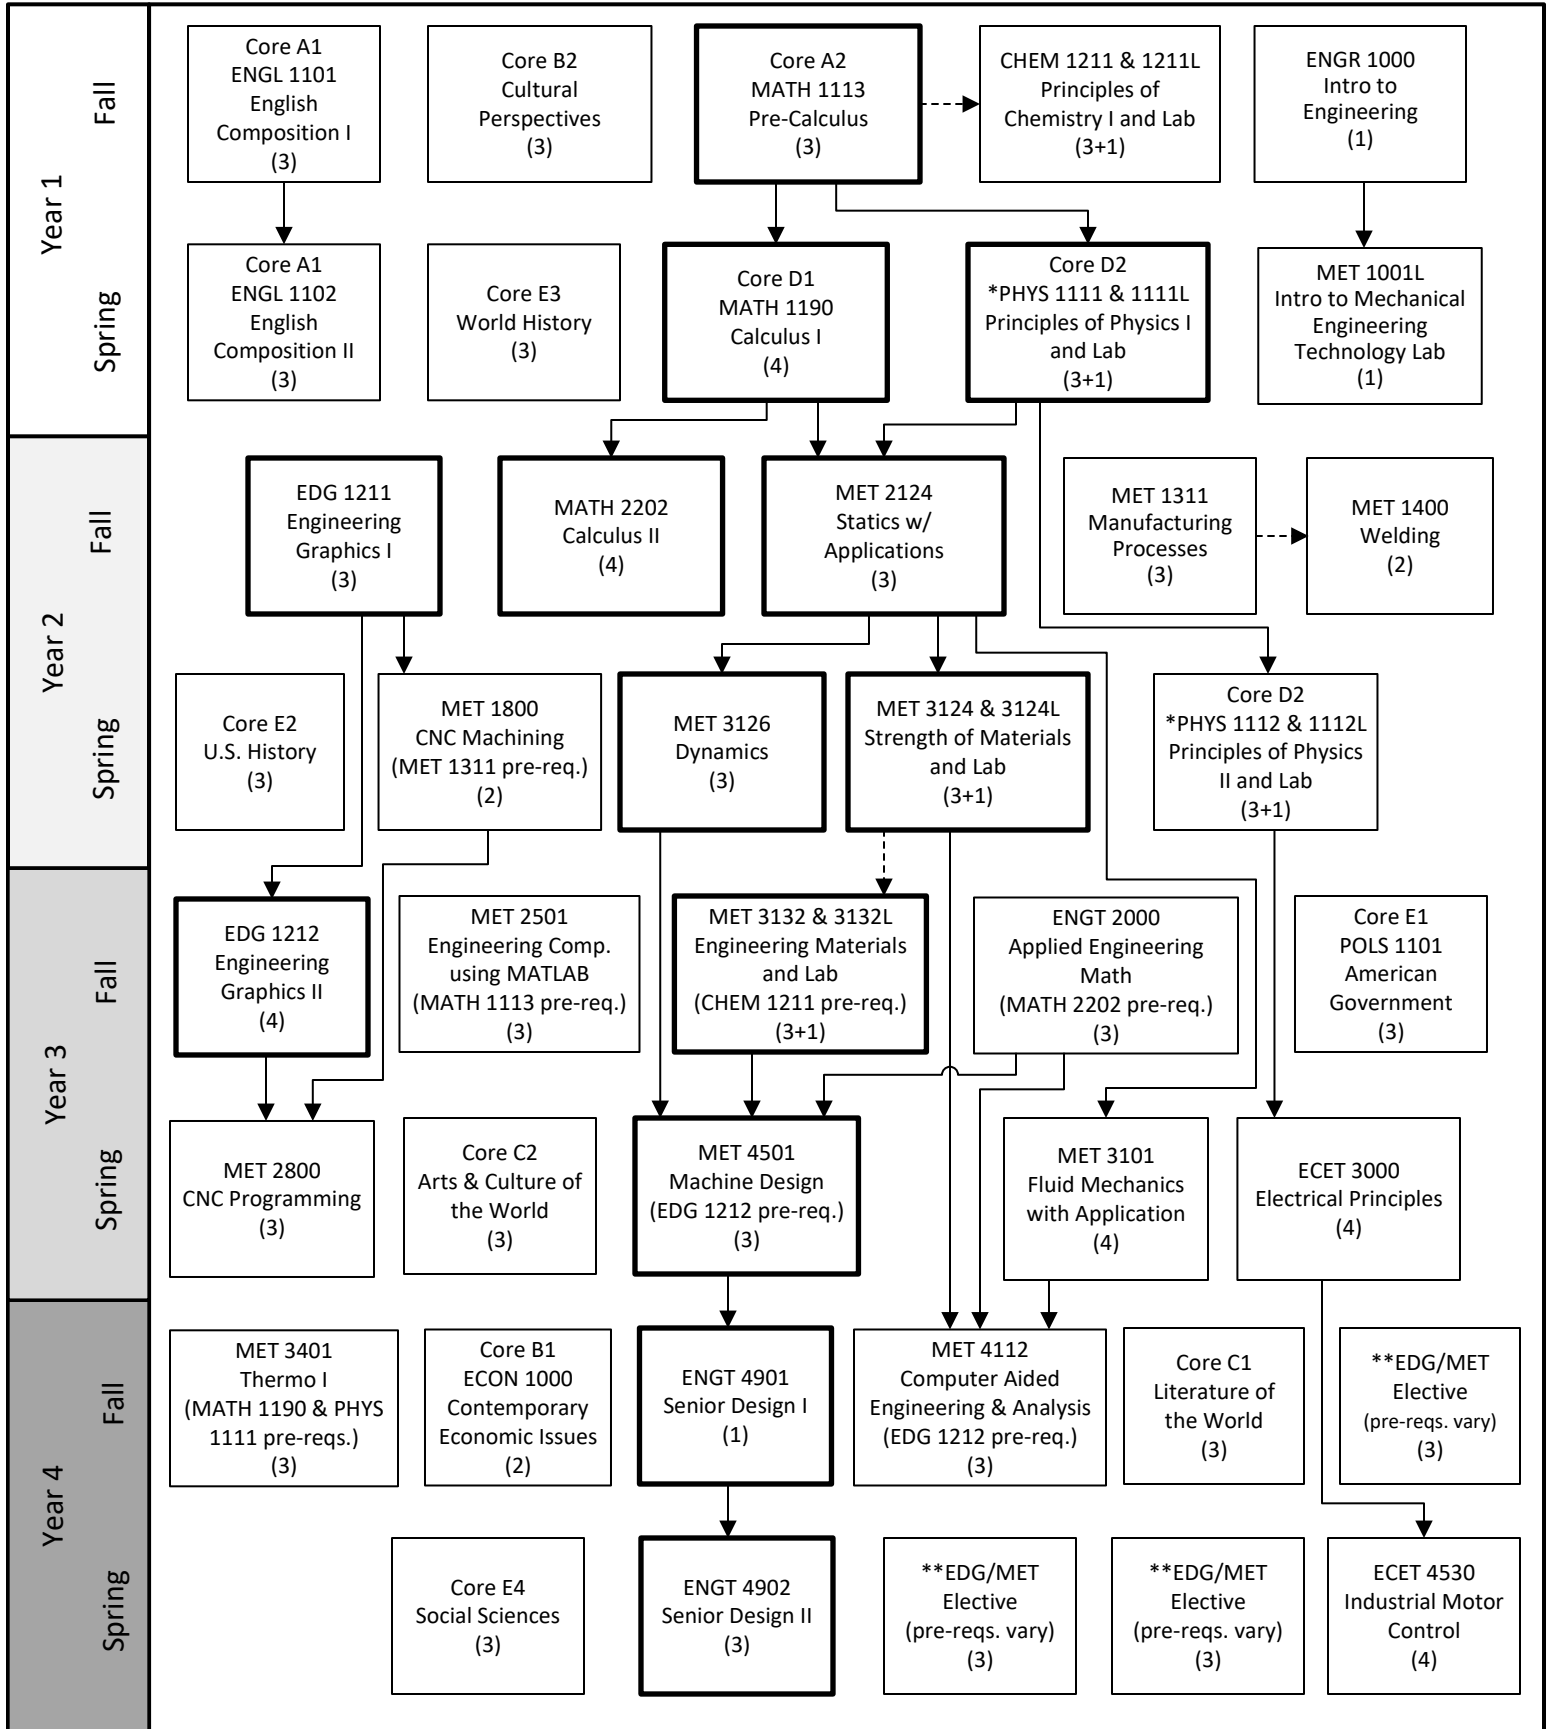 Year 1
Fall
Core A1
ENGL 1101
English
Composition I
(3)
Core B2
Cultural
Perspectives
(3)
Core A2
MATH 1113
Pre-Calculus
(3)
CHEM 1211 & 1211L
Principles of
Chemistry I and Lab
(3+1)
ENGR 1000
Intro to
Engineering
(1)
Spring
Core A1
ENGL 1102
English
Composition II
(3)
Core E3
World History
(3)
Core D1
MATH 1190
Calculus I
(4)
Core D2
*PHYS 1111 & 1111L
Principles of Physics I
and Lab
(3+1)
MET 1001L
Intro to Mechanical
Engineering
Technology Lab
(1)
Year 2
Fall
EDG 1211
Engineering
Graphics I
(3)
MATH 2202
Calculus II
(4)
MET 2124
Statics w/
Applications
(3)
MET 1311
Manufacturing
Processes
(3)
MET 1400
Welding
(2)
Spring
Core E2
U.S. History
(3)
MET 1800
CNC Machining
(MET 1311 pre-req.)
(2)
MET 3126
Dynamics
(3)
MET 3124 & 3124L
Strength of Materials
and Lab
(3+1)
Core D2
*PHYS 1112 & 1112L
Principles of Physics
II and Lab
(3+1)
Year 3
Fall
EDG 1212
Engineering
Graphics II
(4)
MET 2501
Engineering Comp.
using MATLAB
(MATH 1113 pre-req.)
(3)
MET 3132 & 3132L
Engineering Materials
and Lab
(CHEM 1211 pre-req.)
(3+1)
ENGT 2000
Applied Engineering
Math
(MATH 2202 pre-req.)
(3)
Core E1
POLS 1101
American
Government
(3)
Spring
MET 2800
CNC Programming
(3)
Core C2
Arts & Culture of
the World
(3)
MET 4501
Machine Design
(EDG 1212 pre-req.)
(3)
MET 3101
Fluid Mechanics
with Application
(4)
ECET 3000
Electrical Principles
(4)
Year 4
Fall
MET 3401
Thermo I
(MATH 1190 & PHYS
1111 pre-reqs.)
(3)
Core B1
ECON 1000
Contemporary
Economic Issues
(2)
ENGT 4901
Senior Design I
(1)
MET 4112
Computer Aided
Engineering & Analysis
(EDG 1212 pre-req.)
(3)
Core C1
Literature of
the World
(3)
**EDG/MET
Elective
(pre-reqs. vary)
(3)
Spring
Core E4
Social Sciences
(3)
ENGT 4902
Senior Design II
(3)
**EDG/MET
Elective
(pre-reqs. vary)
(3)
**EDG/MET
Elective
(pre-reqs. vary)
(3)
ECET 4530
Industrial Motor
Control
(4)